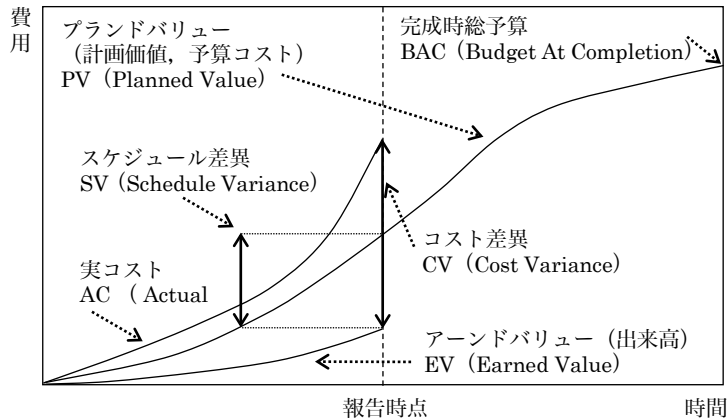 費用
プランドバリュー
（計画価値，予算コスト）
PV（Planned Value）
完成時総予算
BAC（Budget At Completion）
スケジュール差異
SV（Schedule Variance）
コスト差異
CV（Cost Variance）
実コスト
AC （ Actual
アーンドバリュー（出来高）
EV（Earned Value）
報告時点
時間